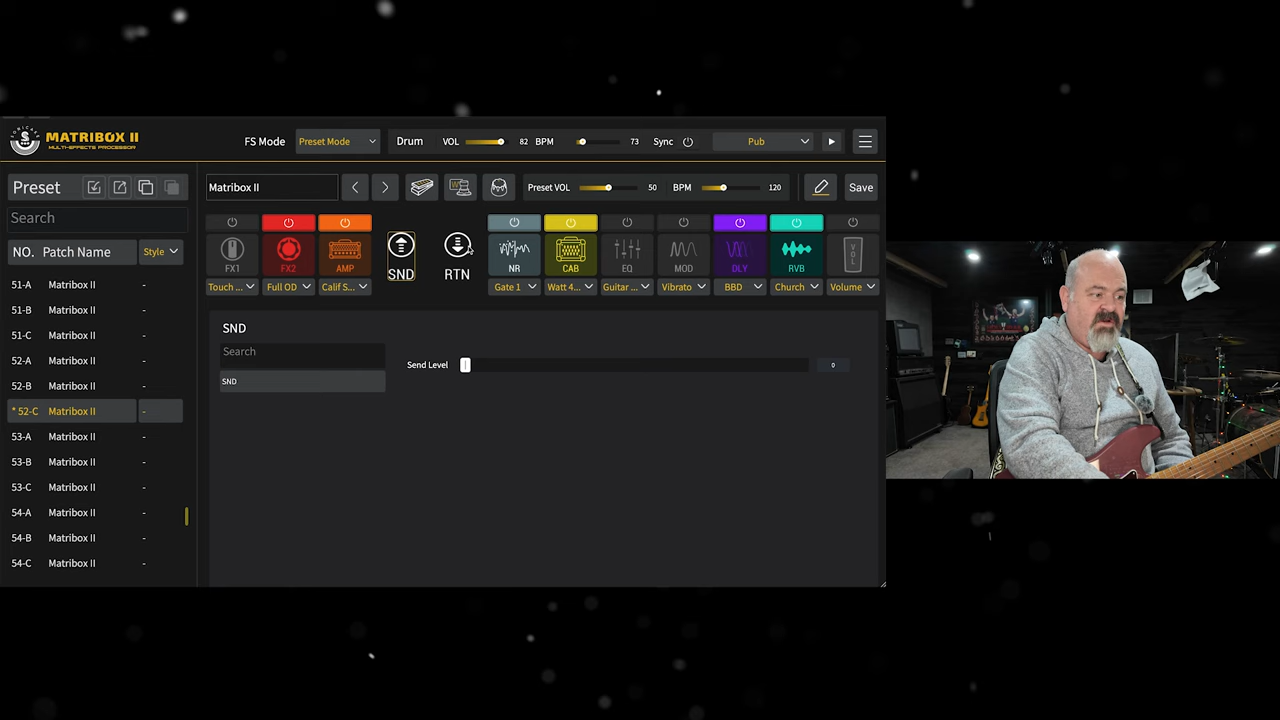 MATRIBOX II
MULTI-EFFECTS PROCESSOR
FS Mode
Preset Mode
Drum
VOL
82
BPM
73
Sync
Pub
Preset
Matribox II
Preset VOL
50
BPM
120
Save
Search
NO. Patch Name
Style
FX1
FX2
AMP
SND
RTN
NR
CAB
EQ
MOD
DLY
RVB
VOL
Touch ...
Full OD
Calif S...
Gate 1
Watt 4...
Guitar ...
Vibrato
BBD
Church
Volume
51-A Matribox II -
51-B Matribox II -
51-C Matribox II -
52-A Matribox II -
52-B Matribox II -
* 52-C Matribox II -
53-A Matribox II -
53-B Matribox II -
53-C Matribox II -
54-A Matribox II -
54-B Matribox II -
54-C Matribox II -
SND
Search
SND
Send Level
0